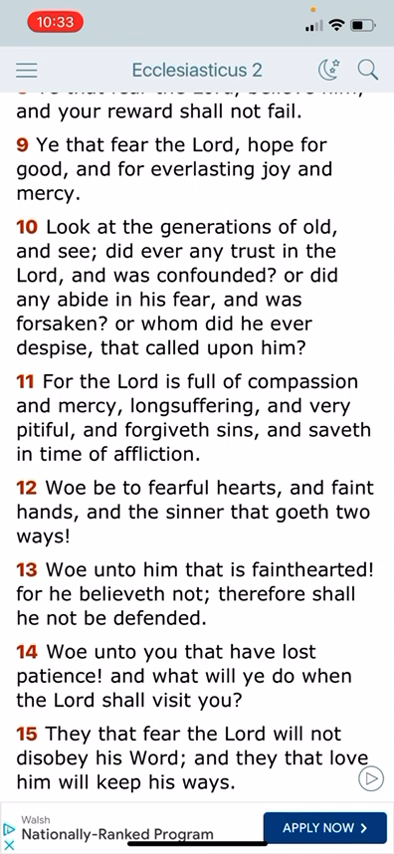 10:33
Ecclesiasticus 2
and your reward shall not fail.
9 Ye that fear the Lord, hope for
good, and for everlasting joy and
mercy.
10 Look at the generations of old,
and see; did ever any trust in the
Lord, and was confounded? or did
any abide in his fear, and was
forsaken? or whom did he ever
despise, that called upon him?
11 For the Lord is full of compassion
and mercy, longsuffering, and very
pitiful, and forgiveth sins, and saveth
in time of affliction.
12 Woe be to fearful hearts, and faint
hands, and the sinner that goeth two
ways!
13 Woe unto him that is fainthearted!
for he believeth not; therefore shall
he not be defended.
14 Woe unto you that have lost
patience! and what will ye do when
the Lord shall visit you?
15 They that fear the Lord will not
disobey his Word; and they that love
him will keep his ways.
Walsh
Nationally-Ranked Program
APPLY NOW